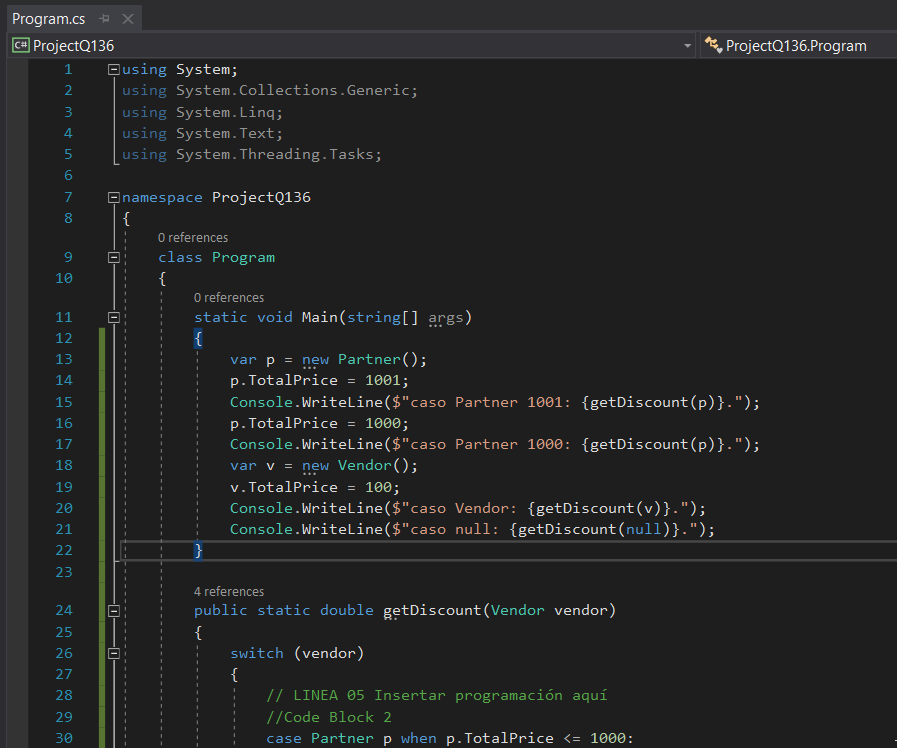 Program.cs
C# ProjectQ136 ProjectQ136.Program
1 using System;
2 using System.Collections.Generic;
3 using System.Linq;
4 using System.Text;
5 using System.Threading.Tasks;
6
7 namespace ProjectQ136
8 {
0 references
9 class Program
10 {
0 references
11 static void Main(string[] args)
12 {
13 var p = new Partner();
14 p.TotalPrice = 1001;
15 Console.WriteLine($"caso Partner 1001: {getDiscount(p)}.");
16 p.TotalPrice = 1000;
17 Console.WriteLine($"caso Partner 1000: {getDiscount(p)}.");
18 var v = new Vendor();
19 v.TotalPrice = 100;
20 Console.WriteLine($"caso Vendor: {getDiscount(v)}.");
21 Console.WriteLine($"caso null: {getDiscount(null)}.");
22 }
23
4 references
24 public static double getDiscount(Vendor vendor)
25 {
26 switch (vendor)
27 {
28 // LINEA 05 Insertar programación aquí
29 //Code Block 2
30 case Partner p when p.TotalPrice <= 1000: